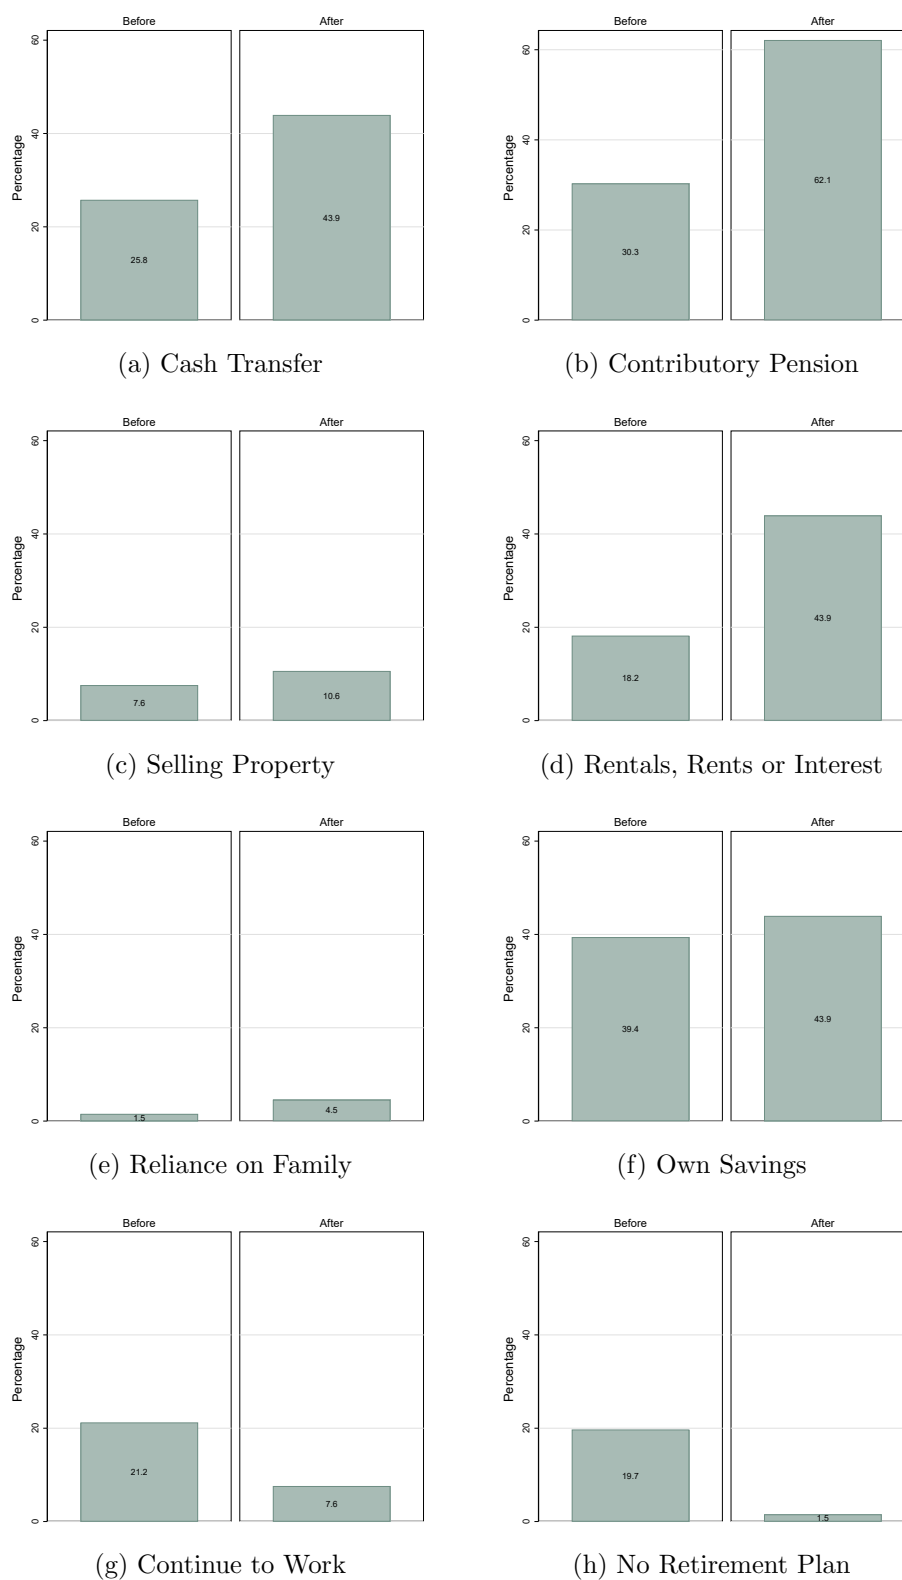 Before After
Percentage
0 20 40 60
25.8
43.9
(a) Cash Transfer
Before After
Percentage
0 20 40 60
30.3
62.1
(b) Contributory Pension
Before After
Percentage
0 20 40 60
7.6
10.6
(c) Selling Property
Before After
Percentage
0 20 40 60
18.2
43.9
(d) Rentals, Rents or Interest
Before After
Percentage
0 20 40 60
1.5
4.5
(e) Reliance on Family
Before After
Percentage
0 20 40 60
39.4
43.9
(f) Own Savings
Before After
Percentage
0 20 40 60
21.2
7.6
(g) Continue to Work
Before After
Percentage
0 20 40 60
19.7
1.5
(h) No Retirement Plan